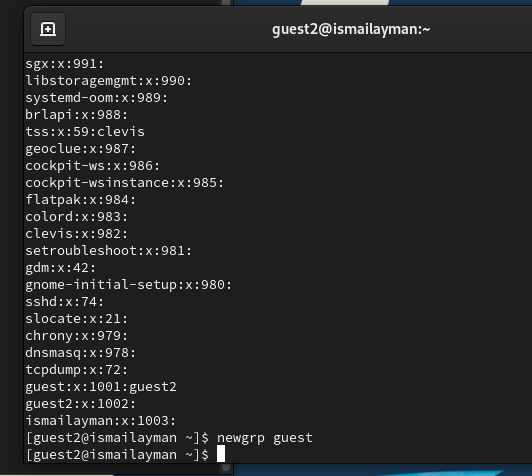 guest2@ismailayman:~
sgx:x:991:
libstoragemgmt:x:990:
systemd-oom:x:989:
brlapi:x:988:
tss:x:59:clevis
geoclue:x:987:
cockpit-ws:x:986:
cockpit-wsinstance:x:985:
flatpak:x:984:
colord:x:983:
clevis:x:982:
setroubleshoot:x:981:
gdm:x:42:
gnome-initial-setup:x:980:
sshd:x:74:
slocate:x:21:
chrony:x:979:
dnsmasq:x:978:
tcpdump:x:72:
guest:x:1001:guest2
guest2:x:1002:
ismailayman:x:1003:
[guest2@ismailayman ~]$ newgrp guest
[guest2@ismailayman ~]$